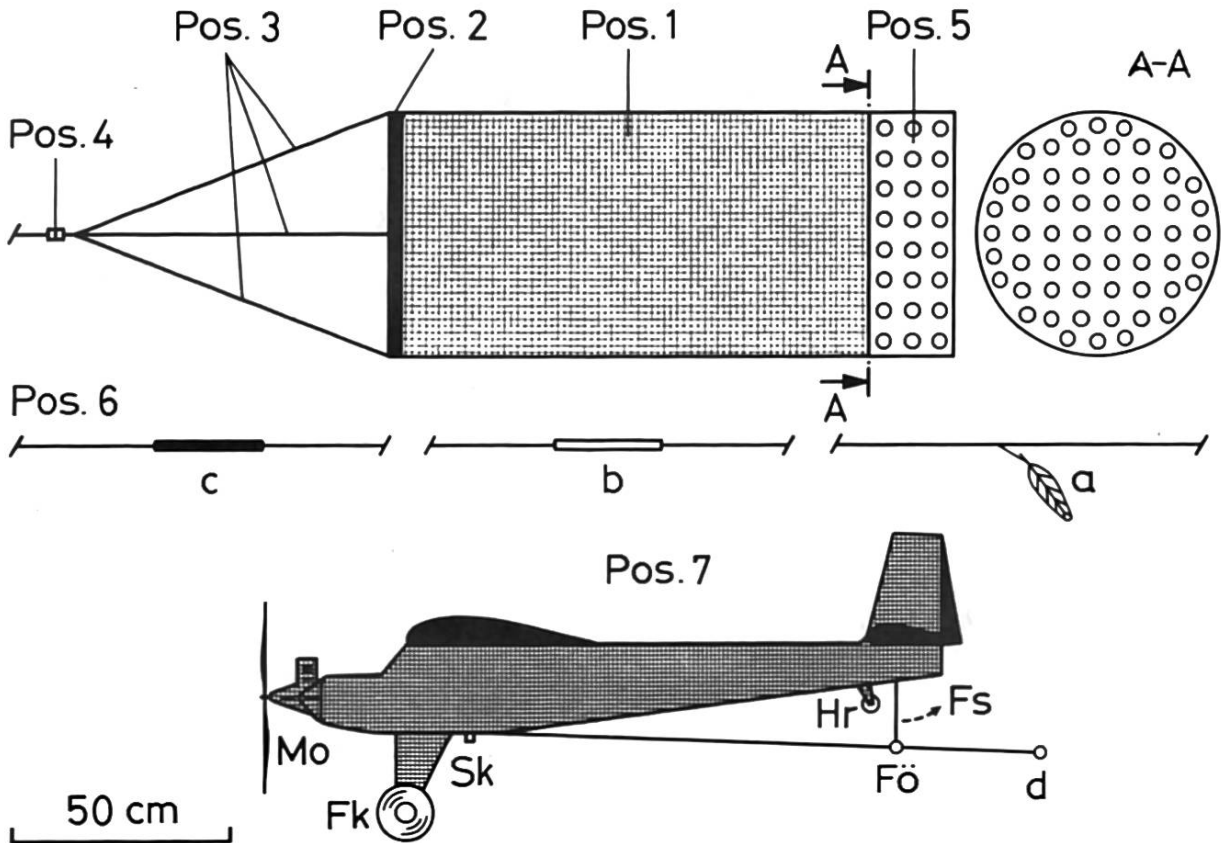 Pos. 3 Pos. 2 Pos. 1 Pos. 5
A A-A
Pos. 4
A
Pos. 6
c b a
Pos. 7
Hr Fs
Mo Sk Fö d
Fk
50 cm